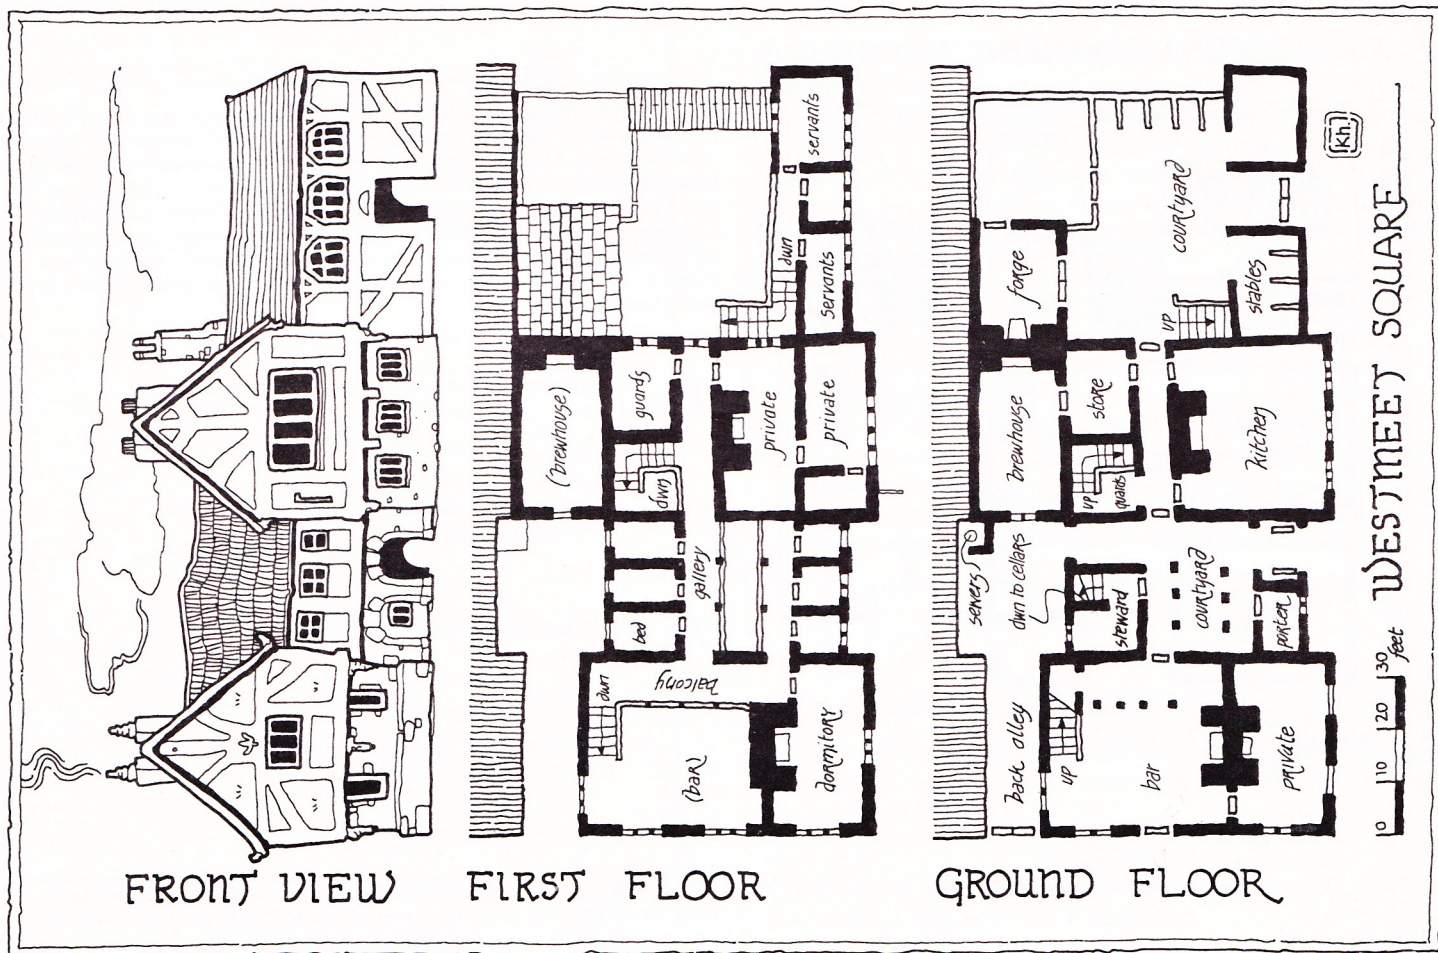 FRONT VIEW
FIRST FLOOR
servants
servants
dwn
(brewhouse)
guards
dwn
private
private
gallery
bed
dwn
balcony
(bar)
dormitory
GROUND FLOOR
courtyard
forge
stables
up
brewhouse
store
up
guards
kitchen
sewers
dwn to cellars
steward
courtyard
porter
back alley
up
bar
private
WESTMEET SQUARE
0 10 20 30 feet
Kh.